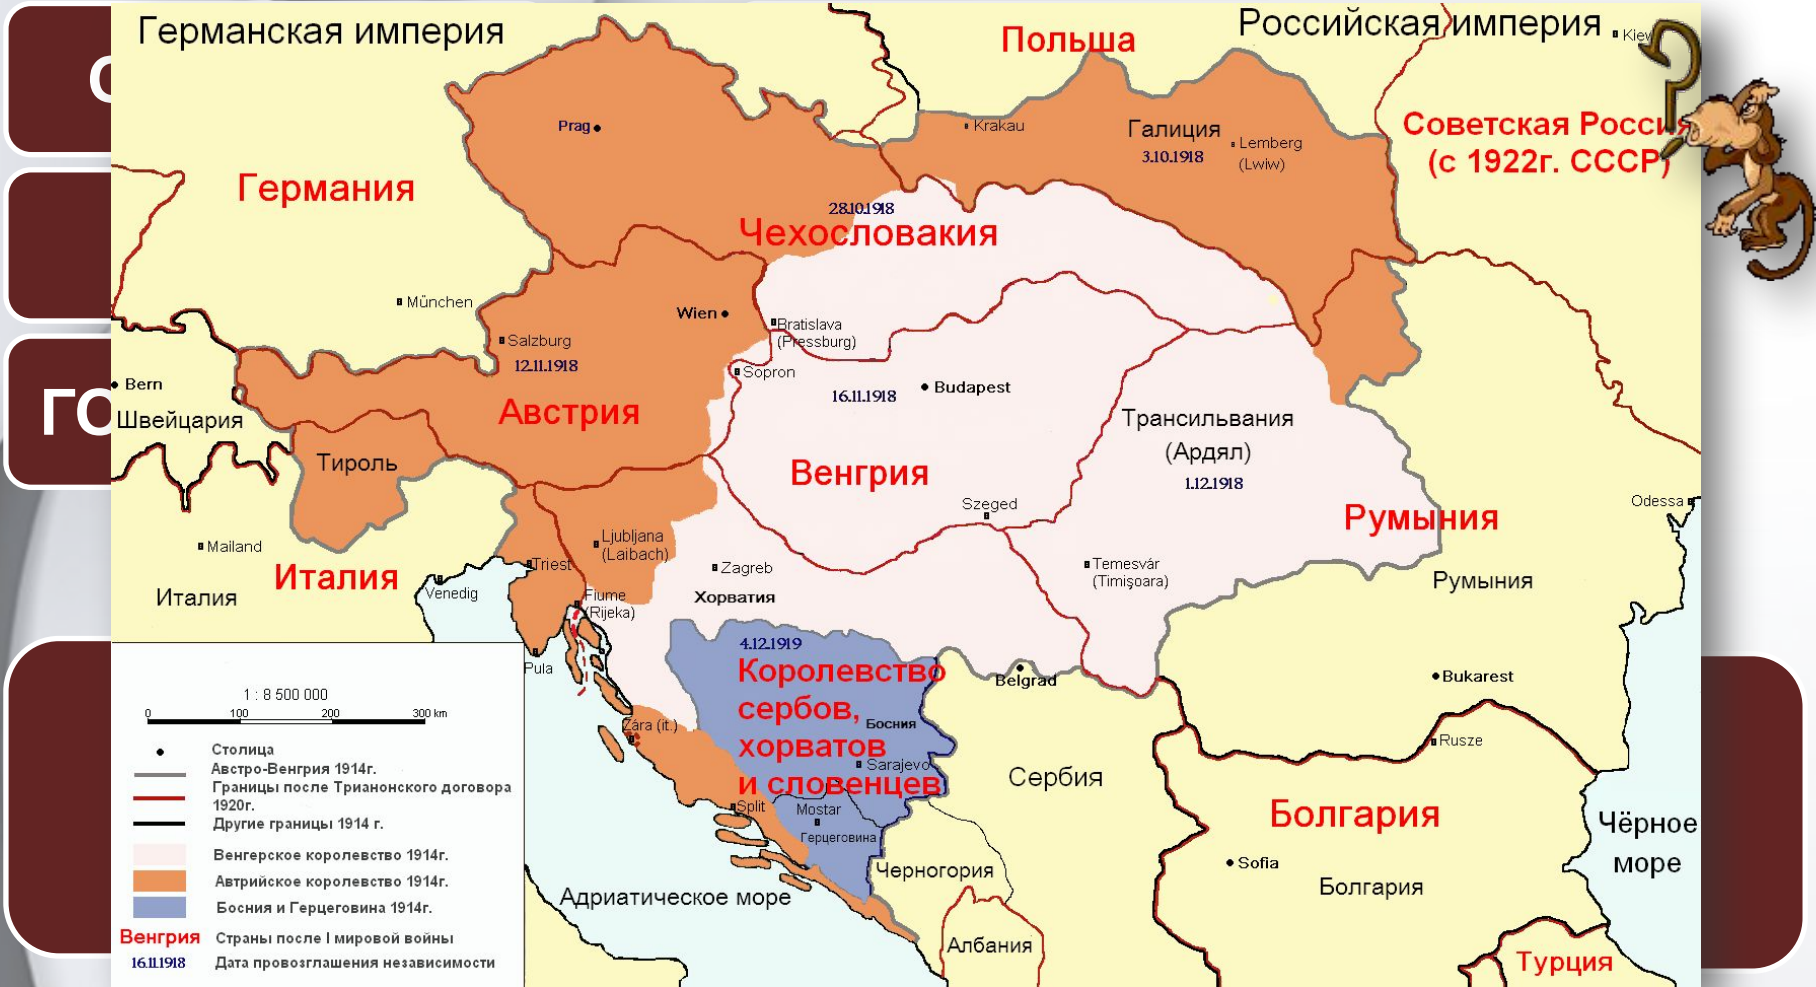 Германская империя
Польша
Российская империя
Kiew
Prag
Krakau
Галиция
3.10.1918
Lemberg
(Lwiw)
Советская Россия
(с 1922г. СССР)
Германия
28.10.1918
Чехословакия
München
Wien
Salzburg
12.11.1918
Bratislava
(Pressburg)
Sopron
Bern
Швейцария
Австрия
16.11.1918
Budapest
Трансильвания
(Ардял)
1.12.1918
Тироль
Венгрия
Szeged
Румыния
Odessa
Mailand
Италия
Италия
Venedig
Triest
Ljubljana
(Laibach)
Zagreb
Хорватия
Fiume
(Rijeka)
Temesvár
(Timişoara)
Румыния
Pula
4.12.1919
Королевство
сербов,
хорватов
и словенцев
Босния
Sarajevo
Belgrad
Bukarest
Zára (it.)
Split
Mostar
Герцеговина
Сербия
Rusze
Болгария
Чёрное
море
Sofia
Болгария
Черногория
Адриатическое море
Албания
Турция
1 : 8 500 000
0 100 200 300 km
Столица
Австро-Венгрия 1914г.
Границы после Трианонского договора
1920г.
Другие границы 1914 г.
Венгерское королевство 1914г.
Автрийское королевство 1914г.
Босния и Герцеговина 1914г.
Венгрия Страны после I мировой войны
16.11.1918 Дата провозглашения независимости
ГО